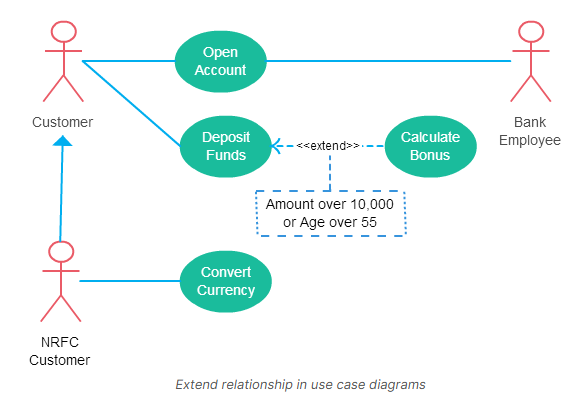 Open
Account
Customer
Bank
Employee
Deposit
Funds
<<extend>>
Calculate
Bonus
Amount over 10,000
or Age over 55
Convert
Currency
NRFC
Customer
Extend relationship in use case diagrams